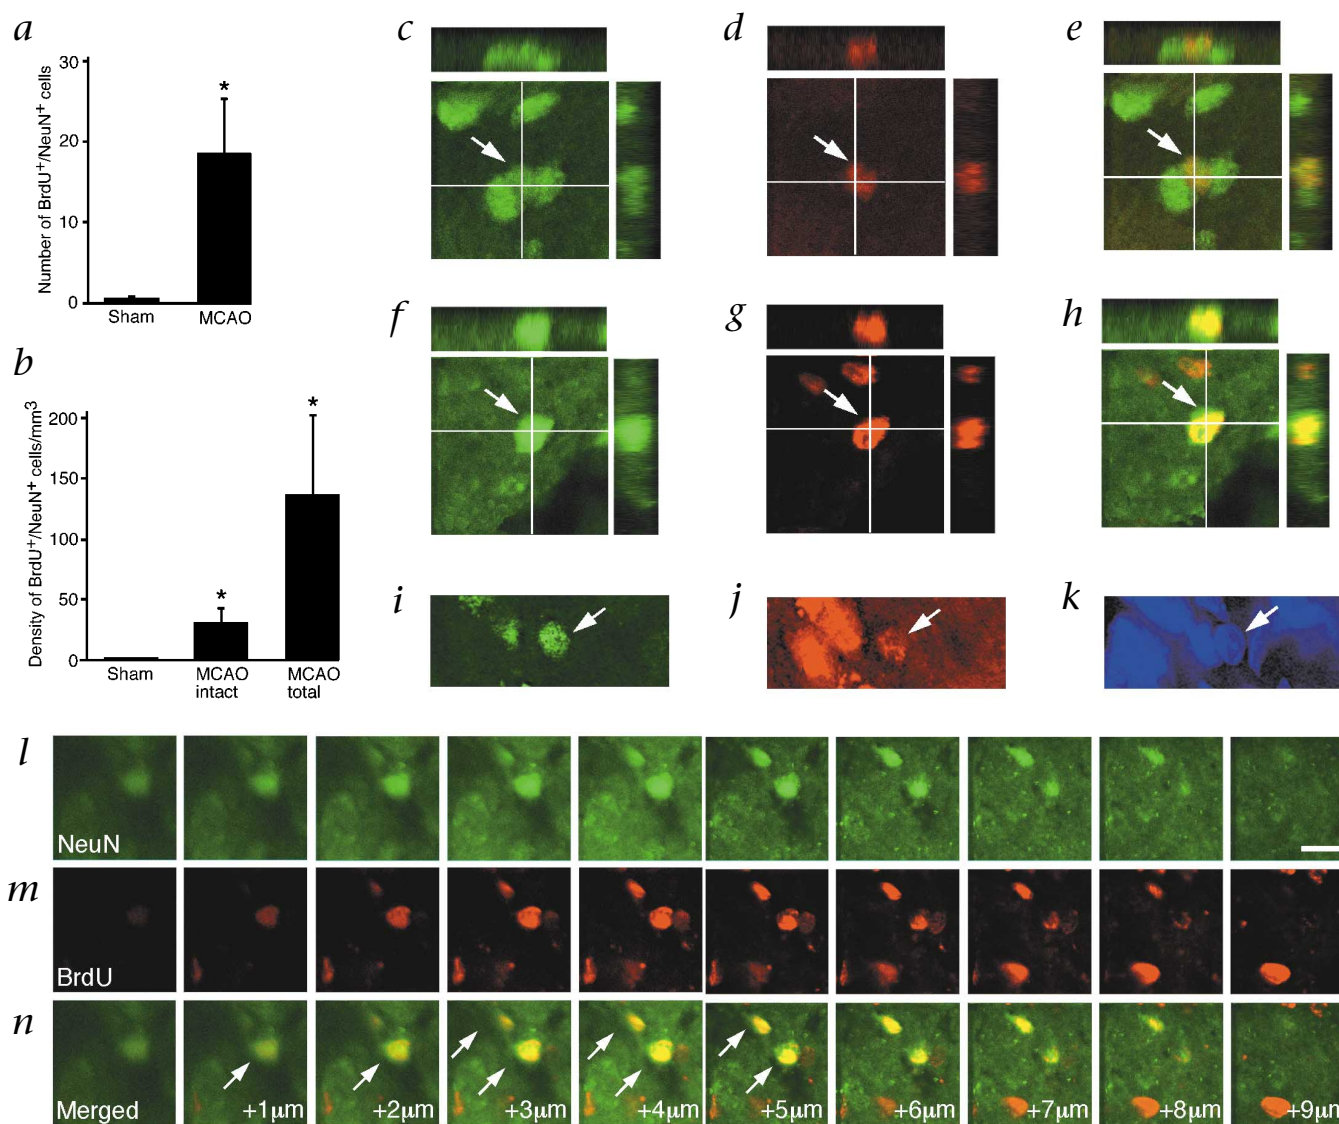 a
Number of BrdU+/NeuN+ cells
30
20
10
0
*
Sham
MCAO
b
Density of BrdU+/NeuN+ cells/mm3
200
150
100
50
0
*
*
Sham
MCAO intact
MCAO total
c
d
e
f
g
h
i
j
k
l
NeuN
m
BrdU
n
Merged
+1μm
+2μm
+3μm
+4μm
+5μm
+6μm
+7μm
+8μm
+9μm